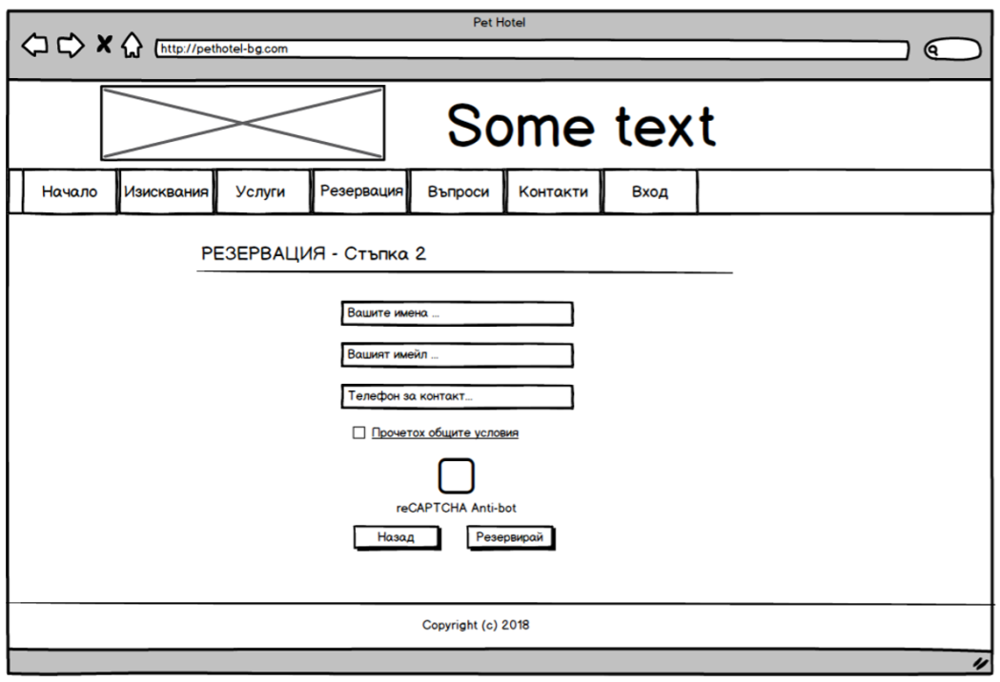 Pet Hotel
http://pethotel-bg.com
Some text
Начало Изисквания Услуги Резервация Въпроси Контакти Вход
РЕЗЕРВАЦИЯ - Стъпка 2
Вашите имена ...
Вашият имейл ...
Телефон за контакт...
Прочетох общите условия
reCAPTCHA Anti-bot
Назад Резервирай
Copyright (c) 2018